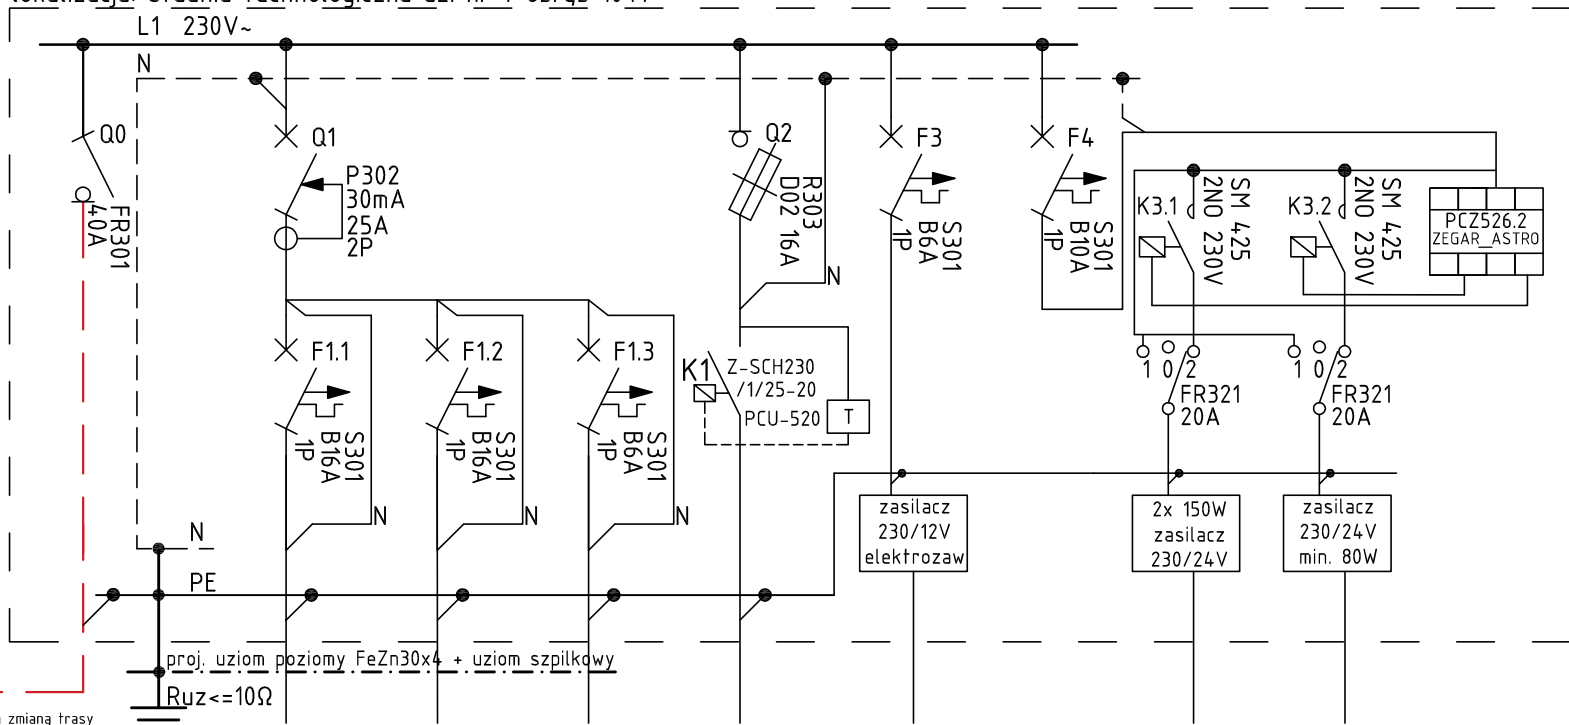 L1 230V~
N
Q0
FR301
40A
Q1
P302
30mA
25A
2P
Q2
R303
D02 16A
N
F3
S301
B6A
1P
F4
S301
B10A
1P
K3.1
SM 425
2NO 230V
K3.2
SM 425
2NO 230V
PCZ526.2
ZEGAR_ASTRO
F1.1
S301
B16A
1P
N
F1.2
S301
B16A
1P
N
F1.3
S301
B6A
1P
N
K1
Z-SCH230
/1/25-20
PCU-520
T
1 0 2
FR321
20A
1 0 2
FR321
20A
zasilacz
230/12V
elektrozaw
2x 150W
zasilacz
230/24V
zasilacz
230/24V
min. 80W
N
PE
proj. uziom poziomy FeZn30x4 + uziom szpilkowy
Ruz<=10Ω
zmianą trasy